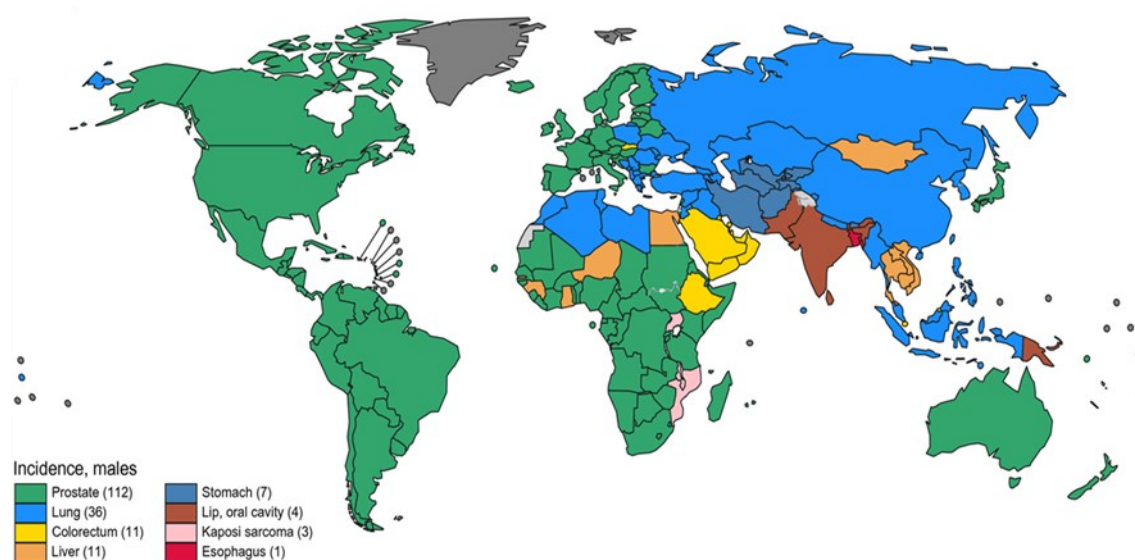 Incidence, males
Prostate (112)
Lung (36)
Colorectum (11)
Liver (11)
Stomach (7)
Lip, oral cavity (4)
Kaposi sarcoma (3)
Esophagus (1)